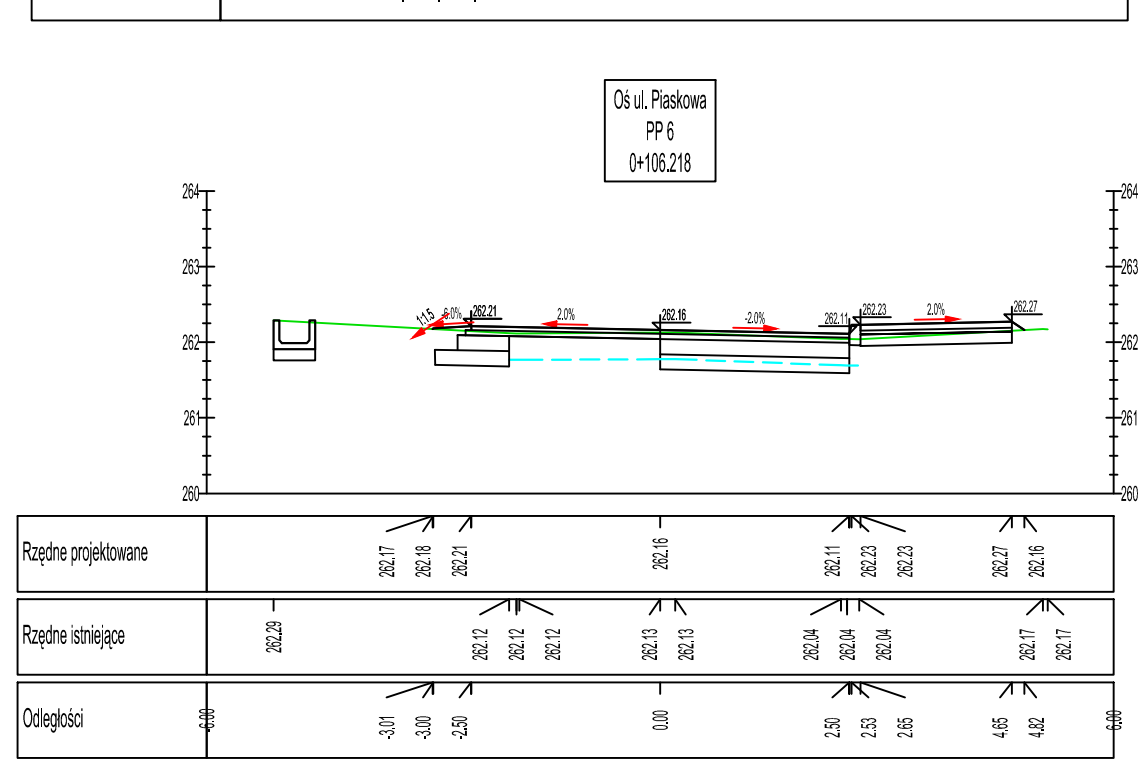 Oś ul. Piaskowa
PP 6
0+106.218
264 264
263 263
1:1.5 -6.0% 262.21 2.0% 262.16 -2.0% 262.11 262.23 2.0% 262.27
262 262
261 261
260 260
Rzędne projektowane 262.17 262.18 262.21 262.16 262.11 262.23 262.23 262.27 262.16
Rzędne istniejące 262.29 262.12 262.12 262.12 262.13 262.13 262.04 262.04 262.04 262.17 262.17
Odległości -6.00 -3.01 -3.00 -2.50 0.00 2.50 2.53 2.65 4.65 4.82 6.00